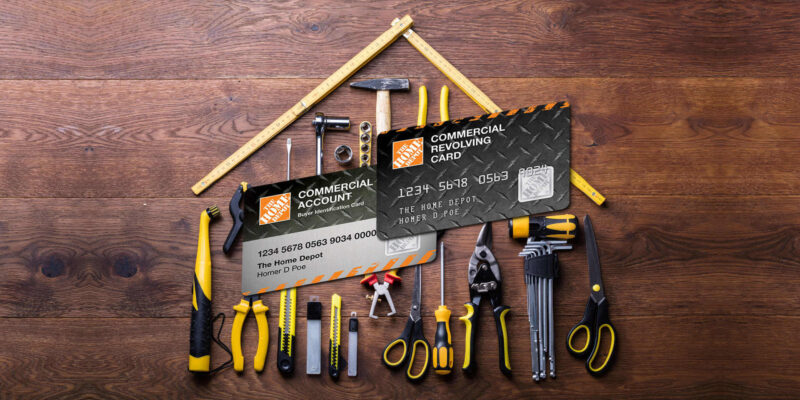 THE
HOME
DEPOT
COMMERCIAL
ACCOUNT
Buyer Identification Card
1234 5678 0563 9034 0000
The Home Depot
Homer D Poe
THE
HOME
DEPOT
COMMERCIAL
REVOLVING
CARD
1234 5678 0563 9024
THE HOME DEPOT
HOMER D POE